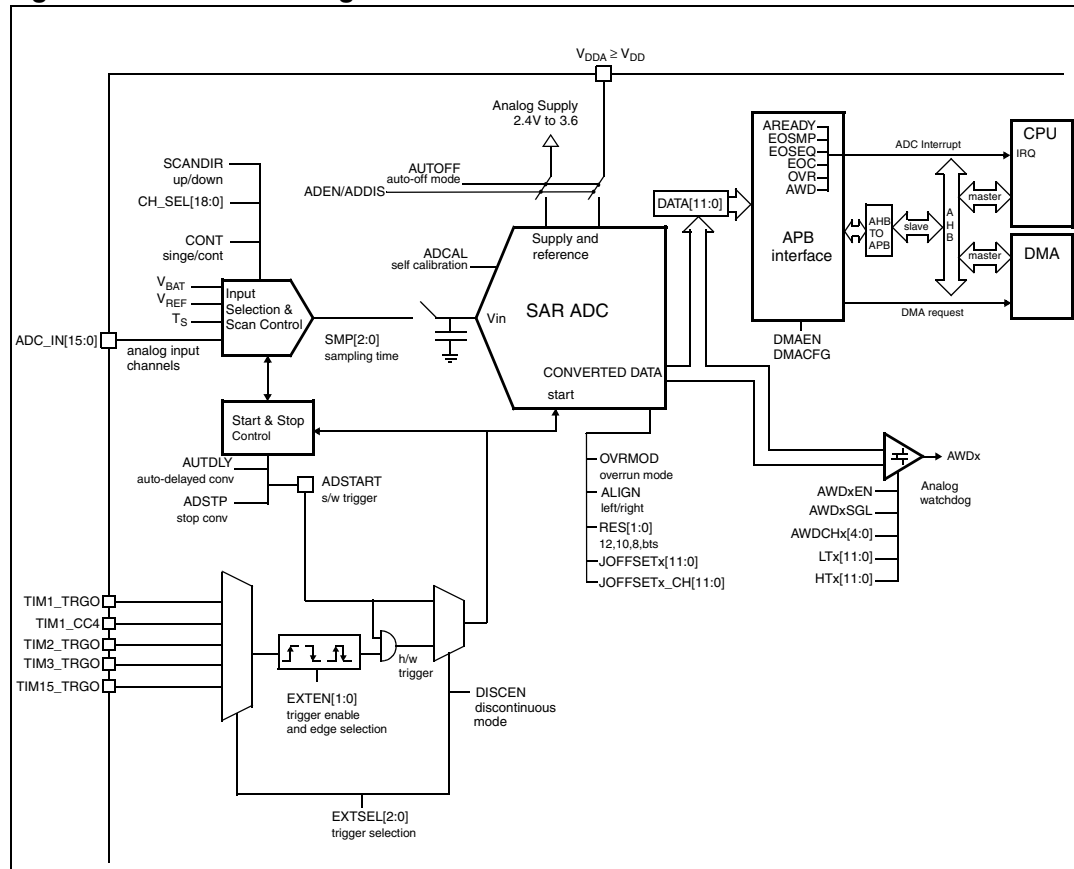 V_DDA ≥ V_DD
Analog Supply
2.4V to 3.6
SCANDIR
up/down
CH_SEL[18:0]
CONT
singe/cont
AUTOFF
auto-off mode
ADEN/ADDIS
ADCAL
self calibration
Supply and
reference
SAR ADC
Vin
CONVERTED DATA
start
V_BAT
V_REF
T_S
Input
Selection &
Scan Control
ADC_IN[15:0]
analog input
channels
SMP[2:0]
sampling time
Start & Stop
Control
AUTDLY
auto-delayed conv
ADSTP
stop conv
ADSTART
s/w trigger
DATA[11:0]
AREADY
EOSMP
EOSEQ
EOC
OVR
AWD
APB
interface
ADC Interrupt
CPU
IRQ
AHB
TO
APB
slave
A
H
B
master
master
DMA
DMA request
DMAEN
DMACFG
OVRMOD
overrun mode
ALIGN
left/right
RES[1:0]
12,10,8,bts
JOFFSETx[11:0]
JOFFSETx_CH[11:0]
AWDx
Analog
watchdog
AWDxEN
AWDxSGL
AWDCHx[4:0]
LTx[11:0]
HTx[11:0]
TIM1_TRGO
TIM1_CC4
TIM2_TRGO
TIM3_TRGO
TIM15_TRGO
h/w
trigger
EXTEN[1:0]
trigger enable
and edge selection
DISCEN
discontinuous
mode
EXTSEL[2:0]
trigger selection